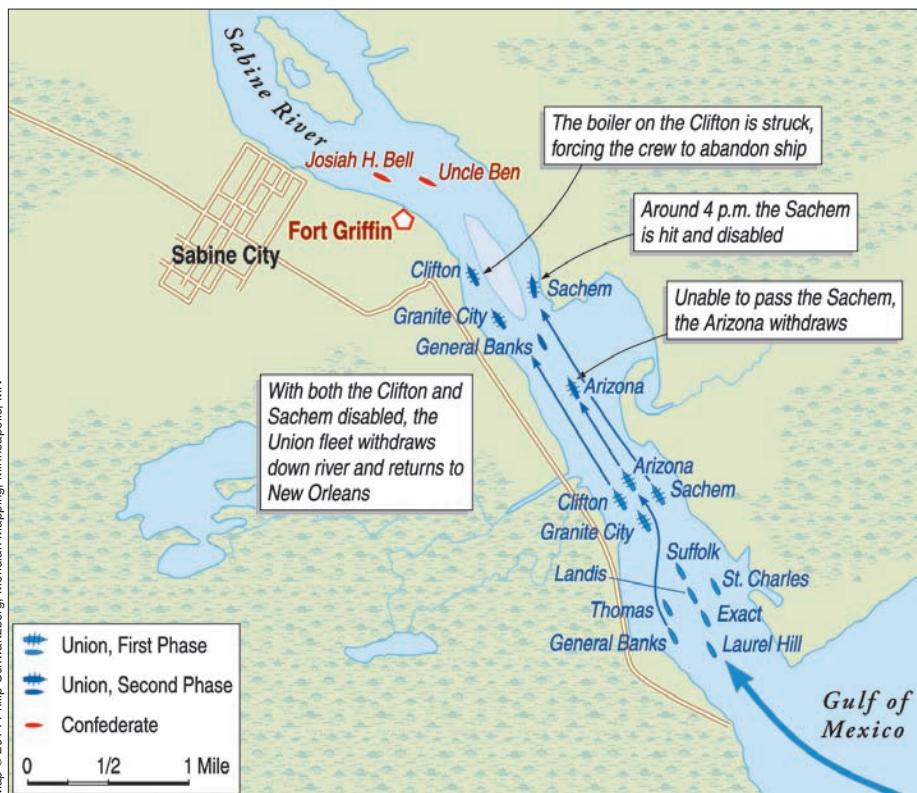 Sabine River
Josiah H. Bell
Uncle Ben
Fort Griffin
Sabine City
The boiler on the Clifton is struck,
forcing the crew to abandon ship
Around 4 p.m. the Sachem
is hit and disabled
Unable to pass the Sachem,
the Arizona withdraws
Clifton
Sachem
Granite City
General Banks
Arizona
With both the Clifton and
Sachem disabled, the
Union fleet withdraws
down river and returns to
New Orleans
Arizona
Sachem
Clifton
Granite City
Suffolk
Landis
St. Charles
Thomas
Exact
General Banks
Laurel Hill
Gulf of
Mexico
Union, First Phase
Union, Second Phase
Confederate
0 1/2 1 Mile
Meridian Mapping, Minneapolis, MN